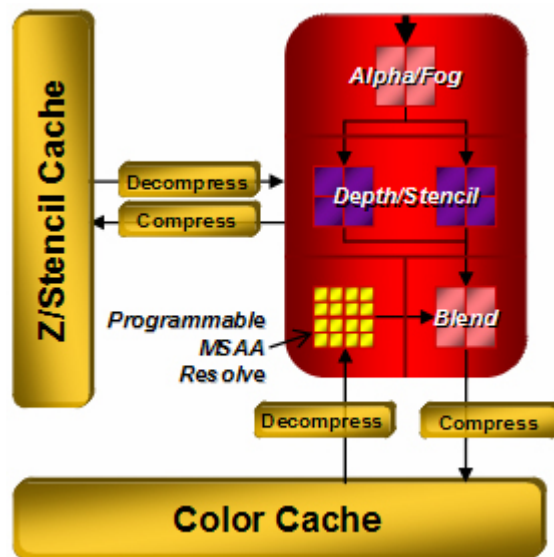 Alpha/Fog
Z/Stencil Cache
Decompress
Depth/Stencil
Compress
Programmable
MSAA
Resolve
Blend
Decompress
Compress
Color Cache